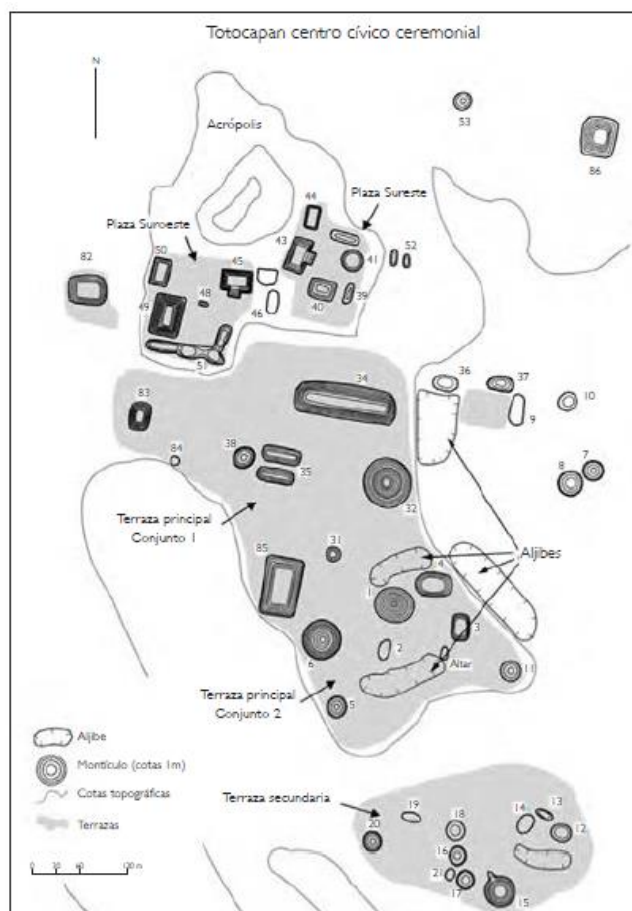 Totocapan centro cívico ceremonial
N
53
86
Acrópolis
Plaza Sureste
44
Plaza Suroeste
43
52
82
50
45
41
48
49
46
40
39
51
34
36
37
9
10
83
38
84
35
32
8
7
Terraza principal
Conjunto 1
31
Aljibes
85
4
1
3
2
6
Altar
11
Terraza principal
Conjunto 2
5
Aljibe
Montículo (cotas 1m)
Cotas topográficas
Terrazas
0 20 60 120 m
Terraza secundaria
19
13
14
18
20
12
16
21
17
15